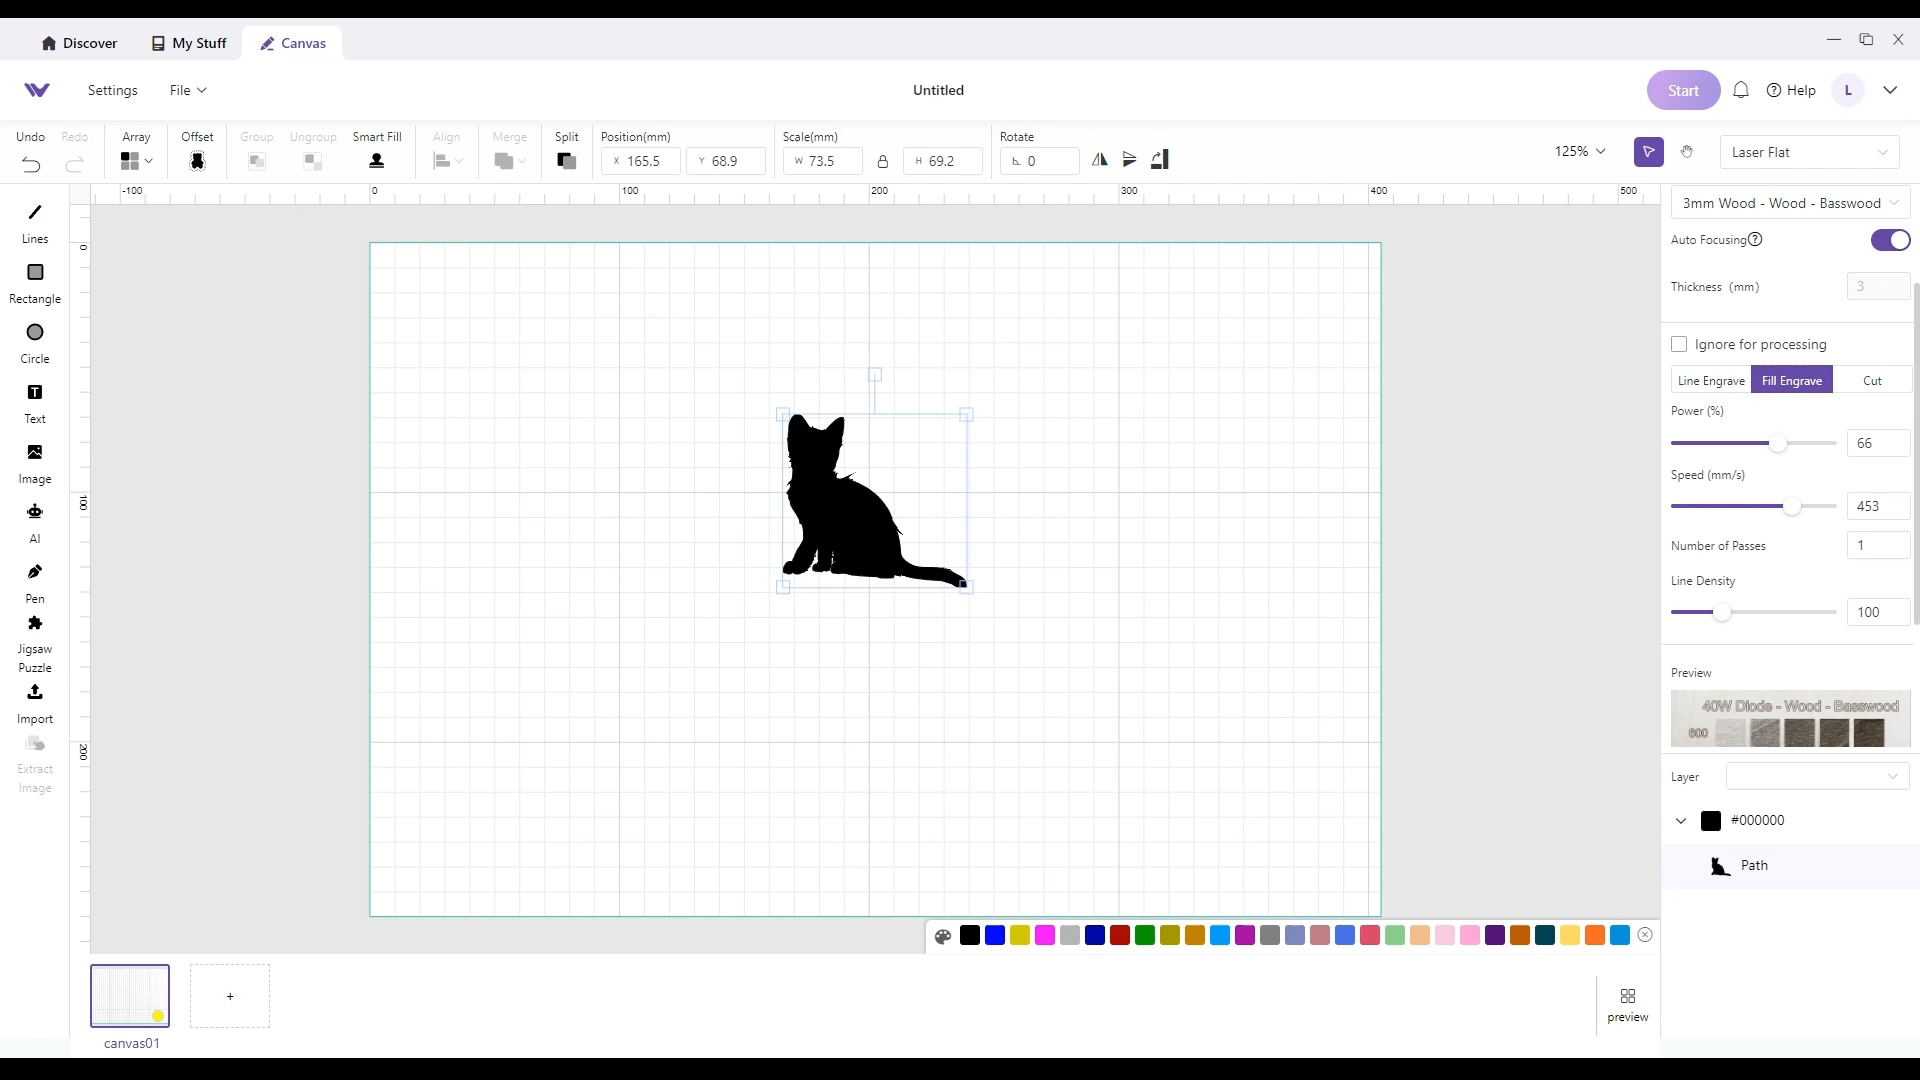 Discover
My Stuff
Canvas
Settings
File
Untitled
Start
Help
L
Undo
Redo
Array
Offset
Group
Ungroup
Smart Fill
Align
Merge
Split
Position(mm)
X 165.5
Y 68.9
Scale(mm)
W 73.5
H 69.2
Rotate
0
125%
Laser Flat
-100
0
100
200
300
400
500
0
100
200
Lines
Rectangle
Circle
Text
Image
AI
Pen
Jigsaw
Puzzle
Import
Extract
Image
3mm Wood - Wood - Basswood
Auto Focusing
Thickness (mm)
3
Ignore for processing
Line Engrave
Fill Engrave
Cut
Power (%)
66
Speed (mm/s)
453
Number of Passes
1
Line Density
100
Preview
40W Diode - Wood - Basswood
600
Layer
#000000
Path
+
canvas01
preview